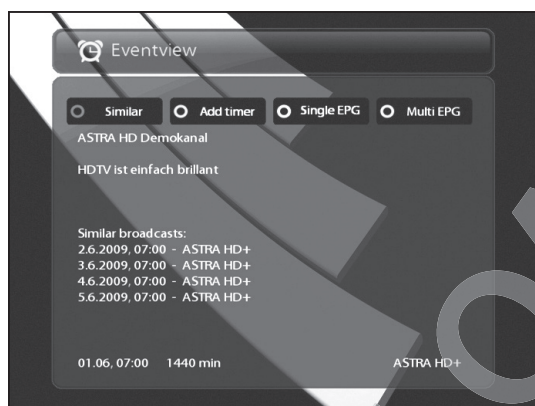 Eventview
Similar Add timer Single EPG Multi EPG
ASTRA HD Demokanal
HDTV ist einfach brillant
Similar broadcasts:
2.6.2009, 07:00 - ASTRA HD+
3.6.2009, 07:00 - ASTRA HD+
4.6.2009, 07:00 - ASTRA HD+
5.6.2009, 07:00 - ASTRA HD+
01.06, 07:00 1440 min ASTRA HD+